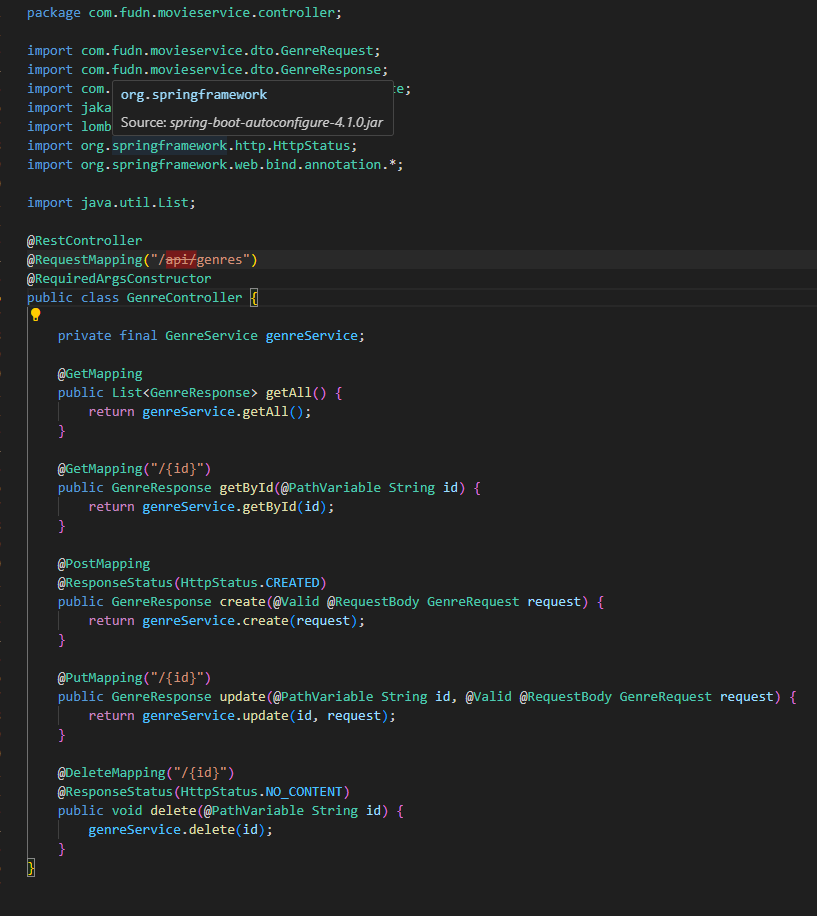 package com.fudn.movieservice.controller;
import com.fudn.movieservice.dto.GenreRequest;
import com.fudn.movieservice.dto.GenreResponse;
import com. te;
org.springframework
import jaka
Source: spring-boot-autoconfigure-4.1.0.jar
import lomb
import org.springframework.http.HttpStatus;
import org.springframework.web.bind.annotation.*;
import java.util.List;
@RestController
@RequestMapping("/api/genres")
@RequiredArgsConstructor
public class GenreController {
private final GenreService genreService;
@GetMapping
public List<GenreResponse> getAll() {
return genreService.getAll();
}
@GetMapping("/{id}")
public GenreResponse getById(@PathVariable String id) {
return genreService.getById(id);
}
@PostMapping
@ResponseStatus(HttpStatus.CREATED)
public GenreResponse create(@Valid @RequestBody GenreRequest request) {
return genreService.create(request);
}
@PutMapping("/{id}")
public GenreResponse update(@PathVariable String id, @Valid @RequestBody GenreRequest request) {
return genreService.update(id, request);
}
@DeleteMapping("/{id}")
@ResponseStatus(HttpStatus.NO_CONTENT)
public void delete(@PathVariable String id) {
genreService.delete(id);
}
}